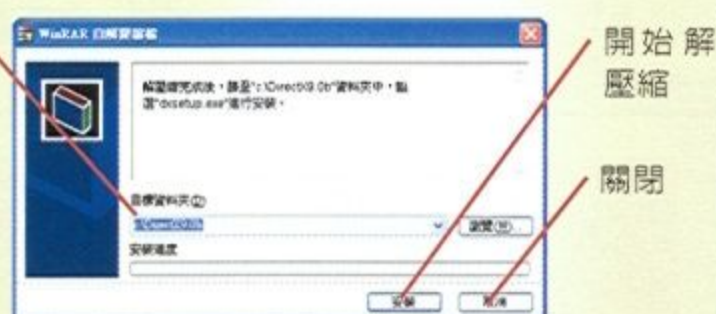 WinRAR 自解壓縮檔
解壓縮完成後，請至"c:\DirectX9.0b"資料夾中，點
選"dxsetup.exe"進行安裝。
目標資料夾(D)
c:\DirectX9.0b
瀏覽(W)...
安裝進度
安裝
取消
開始解
壓縮
關閉